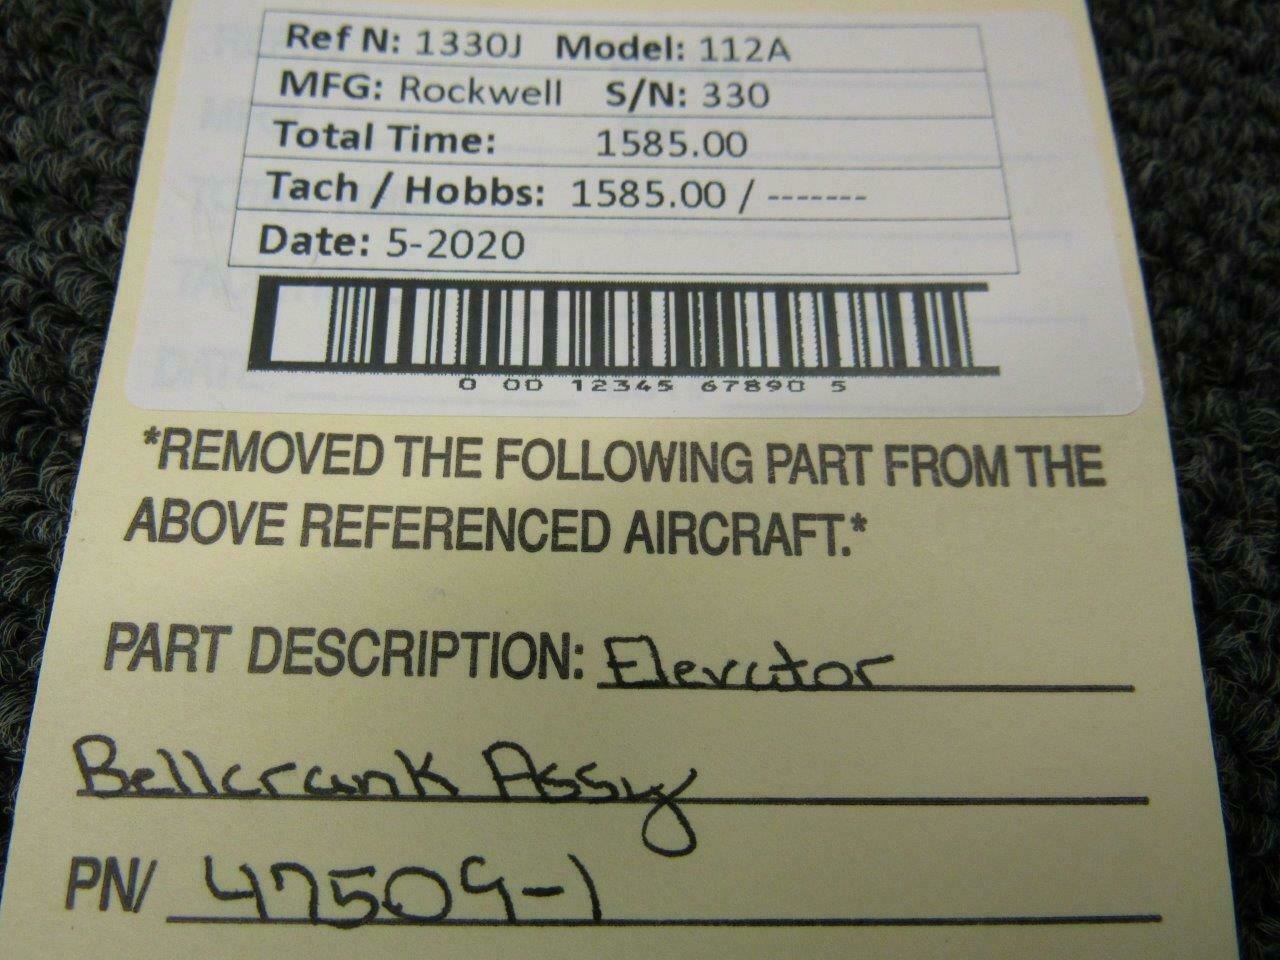 Ref N: 1330J Model: 112A
MFG: Rockwell S/N: 330
Total Time: 1585.00
Tach / Hobbs: 1585.00 / -------
Date: 5-2020
0 00 12345 67890 5
*REMOVED THE FOLLOWING PART FROM THE
ABOVE REFERENCED AIRCRAFT.*
PART DESCRIPTION: Elevator
Bellcrank Assy
PN/ 47509-1